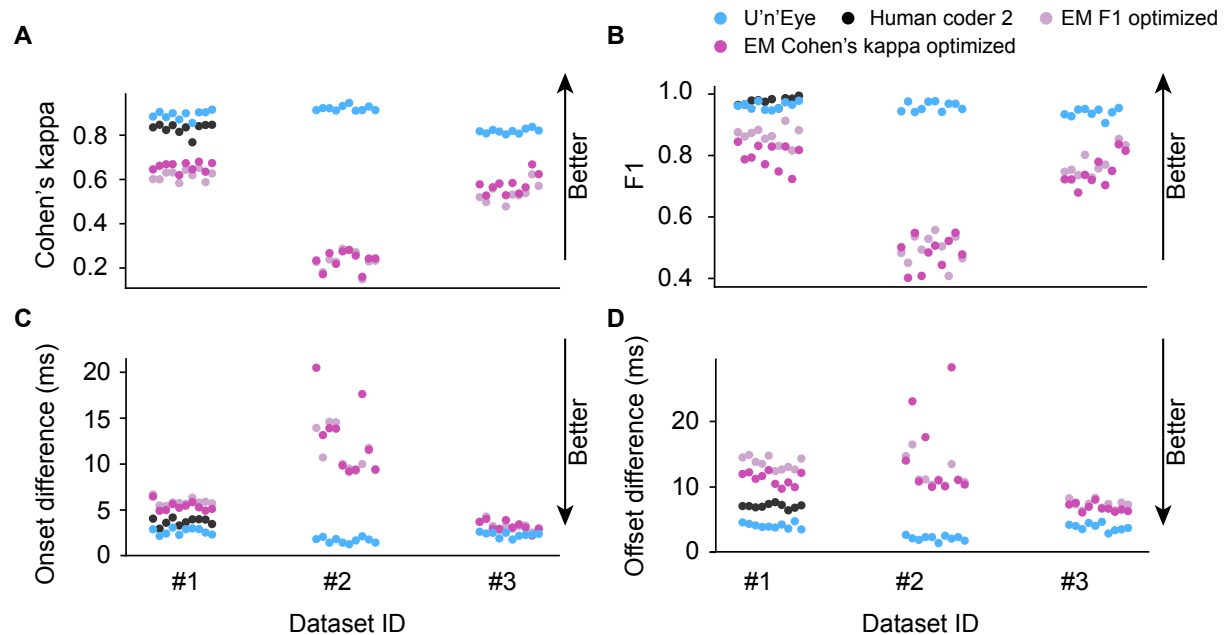 U'n'Eye
Human coder 2
EM F1 optimized
EM Cohen's kappa optimized
A
Cohen's kappa
0.8
0.6
0.4
0.2
Better
B
F1
1.0
0.8
0.6
0.4
Better
C
Onset difference (ms)
20
15
10
5
0
#1
#2
#3
Dataset ID
Better
D
Offset difference (ms)
20
10
0
#1
#2
#3
Dataset ID
Better